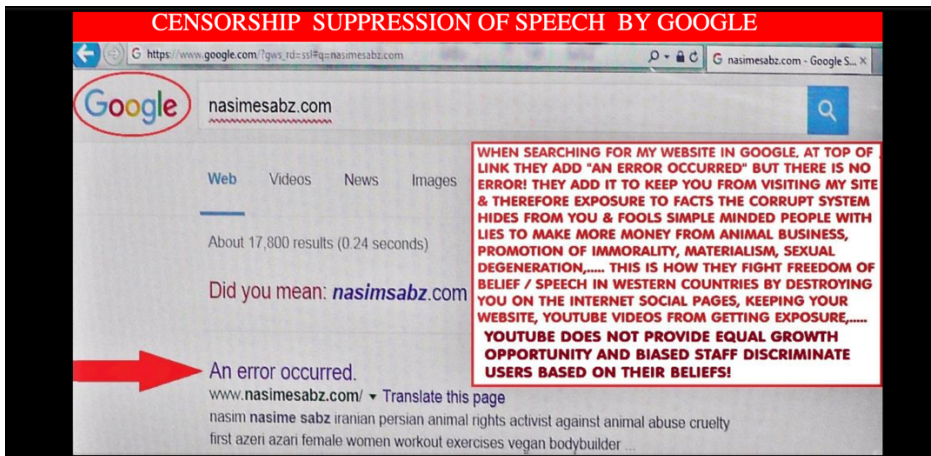 CENSORSHIP SUPPRESSION OF SPEECH BY GOOGLE
G https://www.google.com/?gws_rd=ssl#q=nasimesabz.com
G nasimesabz.com - Google S... ×
Google
nasimesabz.com
Web Videos News Images
About 17,800 results (0.24 seconds)
Did you mean: nasimsabz.com
An error occurred.
www.nasimesabz.com/ ▾ Translate this page
nasim nasime sabz iranian persian animal rights activist against animal abuse cruelty
first azeri azari female women workout exercises vegan bodybuilder ...
WHEN SEARCHING FOR MY WEBSITE IN GOOGLE, AT TOP OF
LINK THEY ADD "AN ERROR OCCURRED" BUT THERE IS NO
ERROR! THEY ADD IT TO KEEP YOU FROM VISITING MY SITE
& THEREFORE EXPOSURE TO FACTS THE CORRUPT SYSTEM
HIDES FROM YOU & FOOLS SIMPLE MINDED PEOPLE WITH
LIES TO MAKE MORE MONEY FROM ANIMAL BUSINESS,
PROMOTION OF IMMORALITY, MATERIALISM, SEXUAL
DEGENERATION,..... THIS IS HOW THEY FIGHT FREEDOM OF
BELIEF / SPEECH IN WESTERN COUNTRIES BY DESTROYING
YOU ON THE INTERNET SOCIAL PAGES, KEEPING YOUR
WEBSITE, YOUTUBE VIDEOS FROM GETTING EXPOSURE,.....
YOUTUBE DOES NOT PROVIDE EQUAL GROWTH
OPPORTUNITY AND BIASED STAFF DISCRIMINATE
USERS BASED ON THEIR BELIEFS!